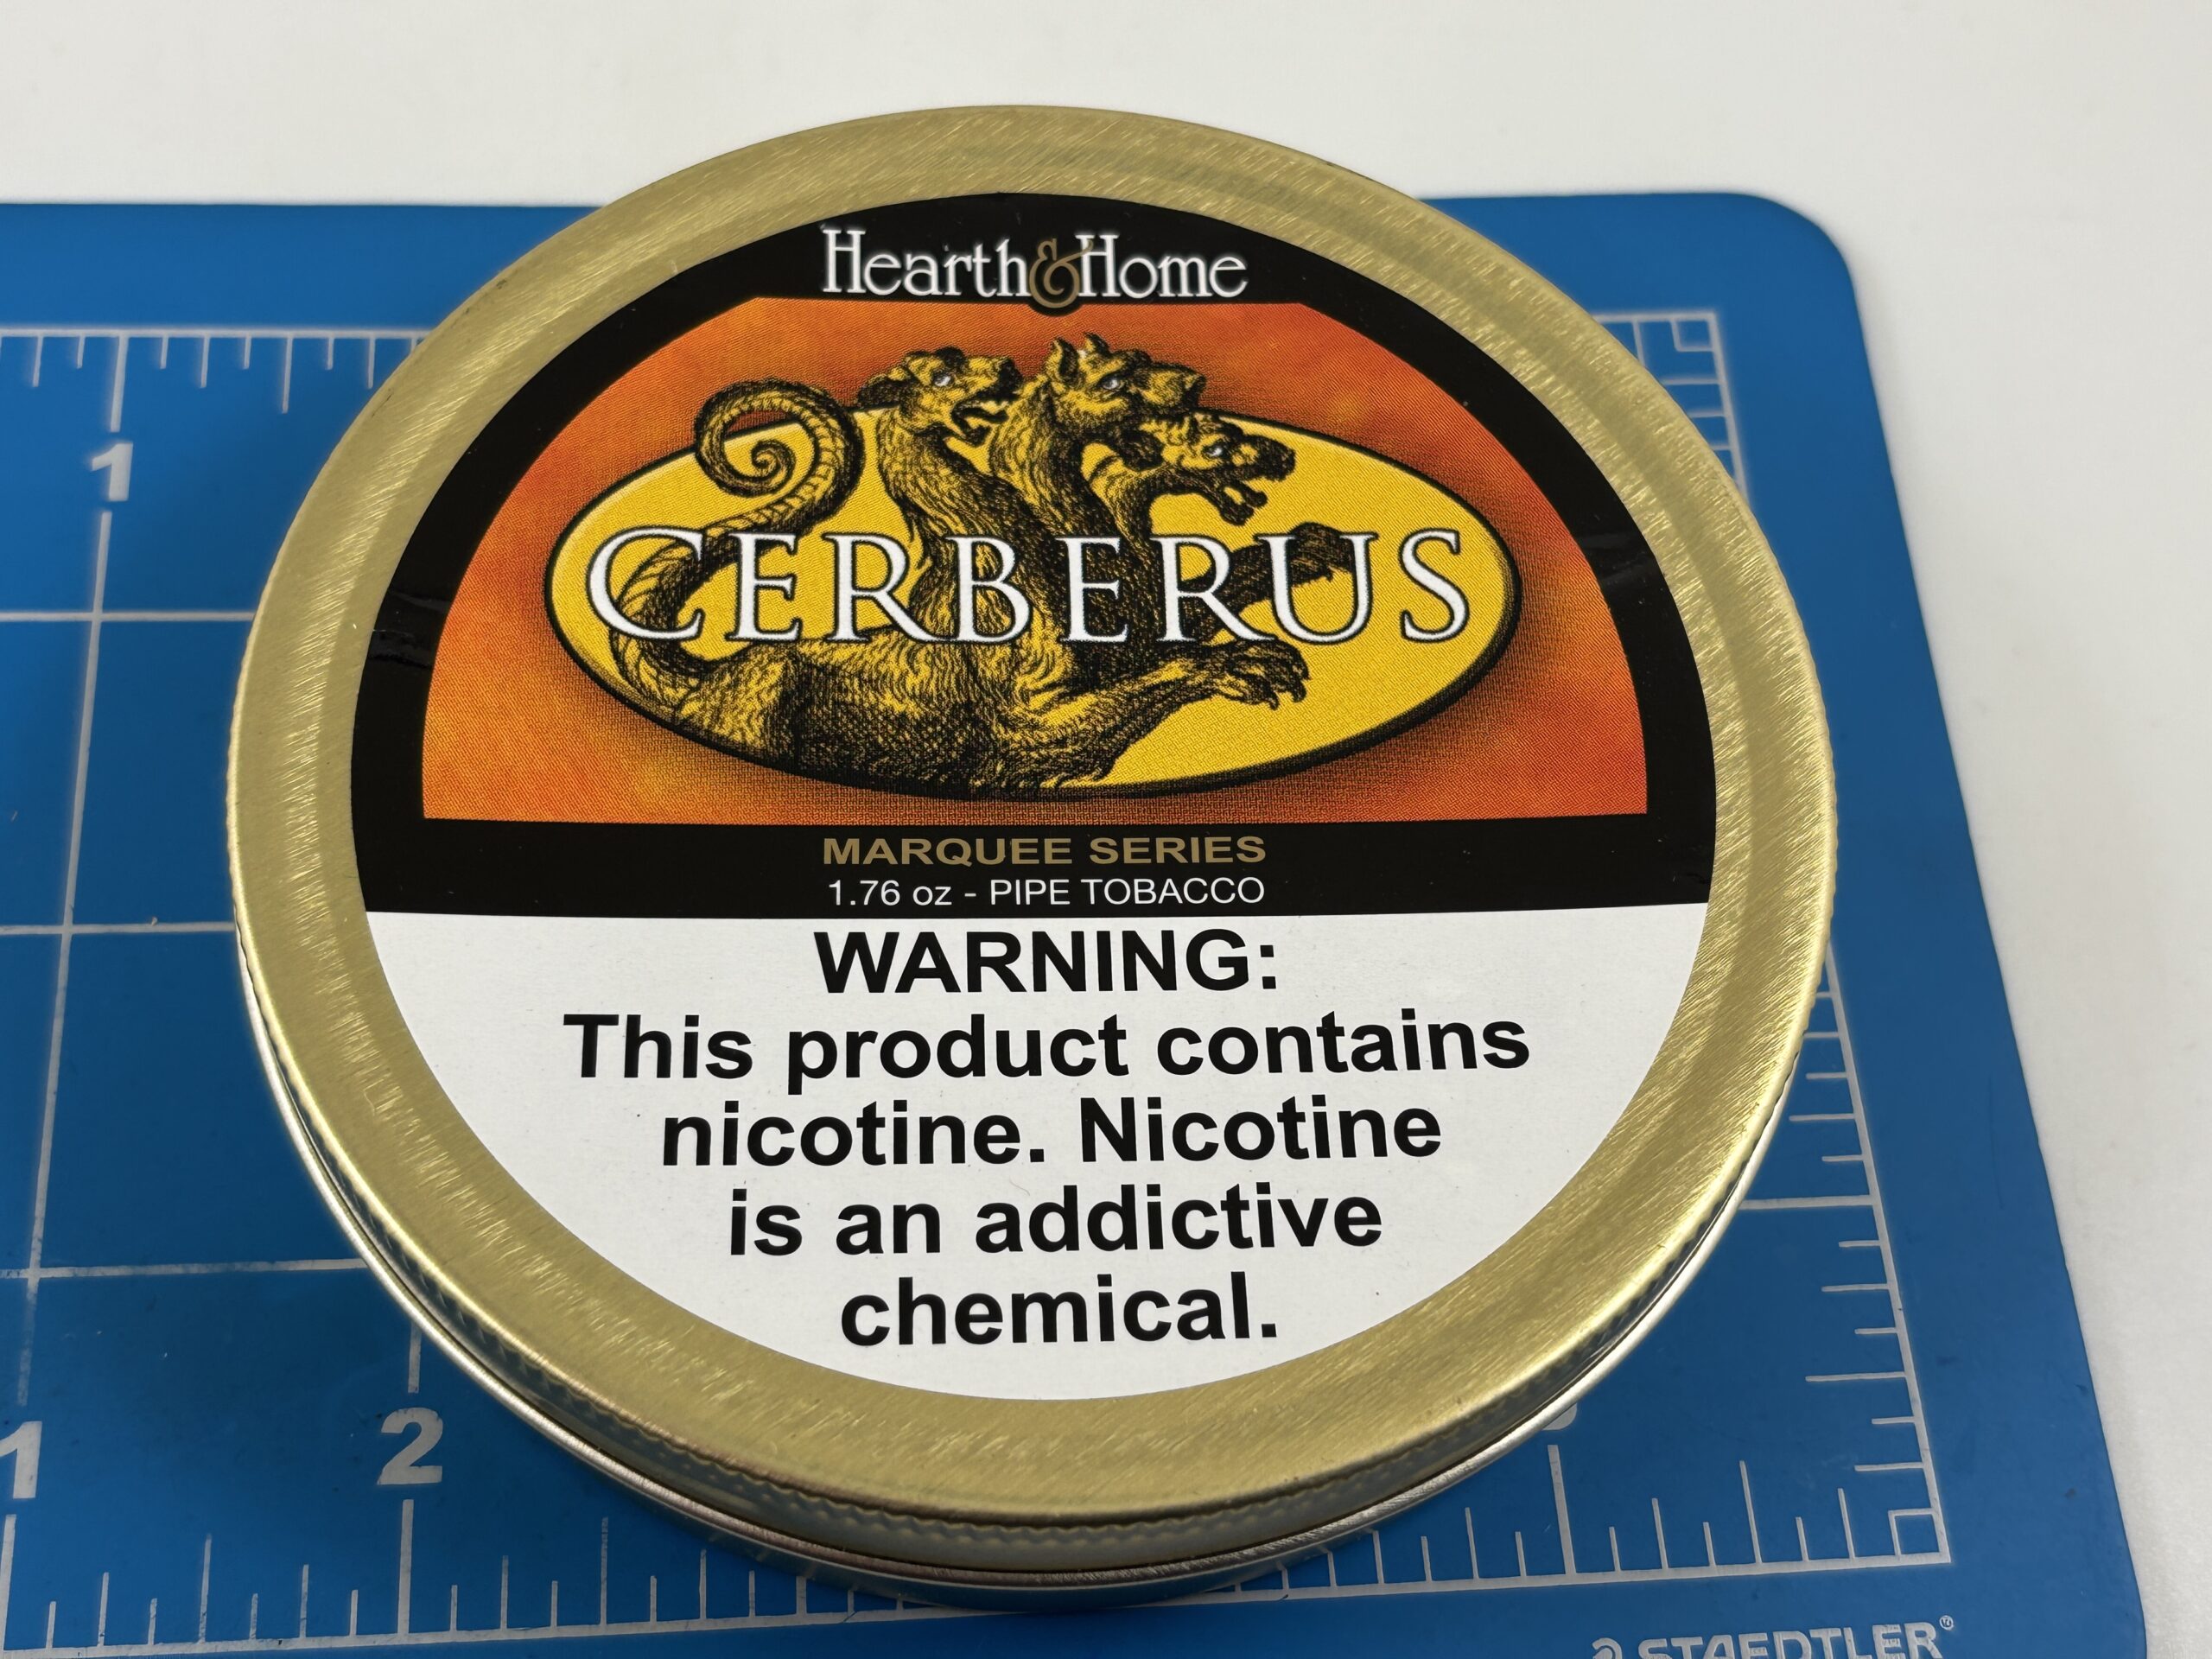 Hearth & Home
CERBERUS
MARQUEE SERIES
1.76 oz - PIPE TOBACCO
WARNING:
This product contains
nicotine. Nicotine
is an addictive
chemical.
1
1
2
STAEDTLER®